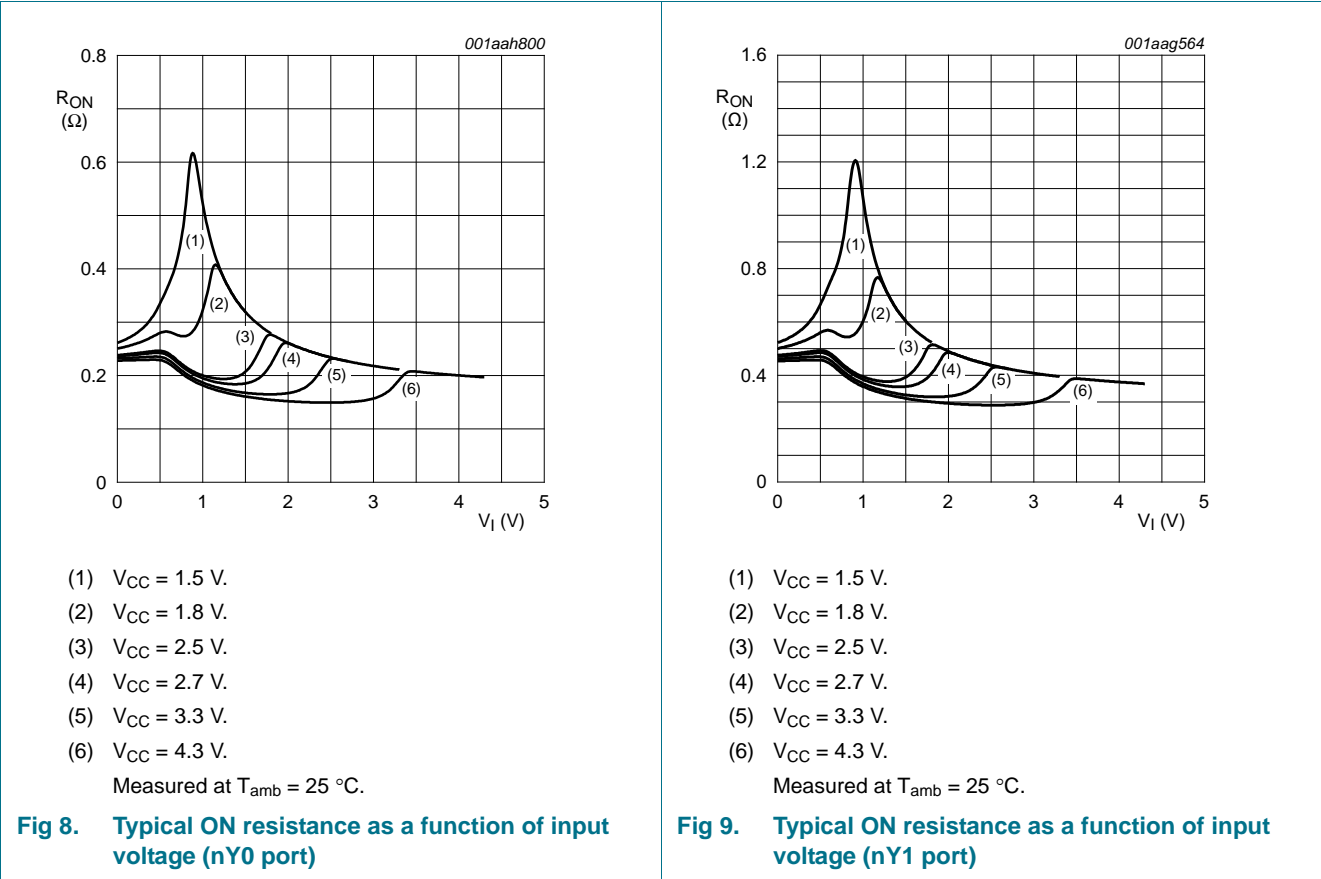 001aah800
0.8
RON
(Ω)
0.6
0.4
0.2
0
(1)
(2)
(3)
(4)
(5)
(6)
0 1 2 3 4 5
VI (V)
(1) VCC = 1.5 V.
(2) VCC = 1.8 V.
(3) VCC = 2.5 V.
(4) VCC = 2.7 V.
(5) VCC = 3.3 V.
(6) VCC = 4.3 V.
Measured at Tamb = 25 °C.
Fig 8. Typical ON resistance as a function of input
voltage (nY0 port)
001aag564
1.6
RON
(Ω)
1.2
0.8
0.4
0
(1)
(2)
(3)
(4)
(5)
(6)
0 1 2 3 4 5
VI (V)
(1) VCC = 1.5 V.
(2) VCC = 1.8 V.
(3) VCC = 2.5 V.
(4) VCC = 2.7 V.
(5) VCC = 3.3 V.
(6) VCC = 4.3 V.
Measured at Tamb = 25 °C.
Fig 9. Typical ON resistance as a function of input
voltage (nY1 port)